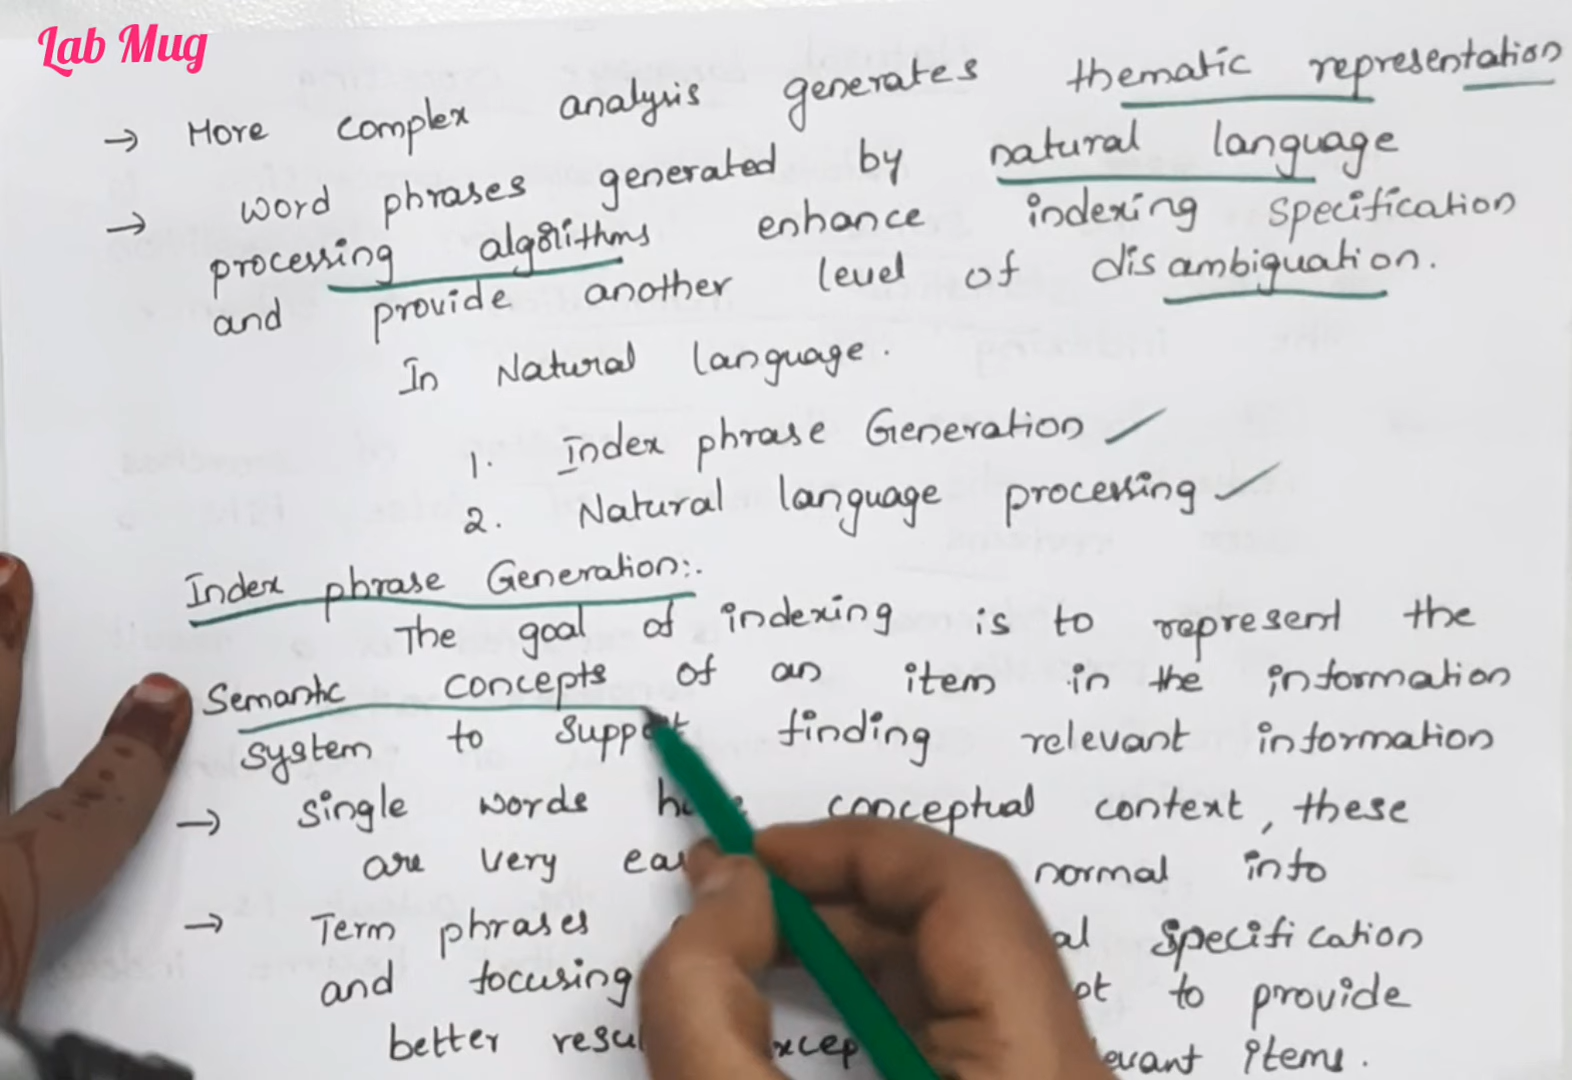 Lab Mug
→ More complex analysis generates thematic representation
→ word phrases generated by natural language
processing algorithms enhance indexing specification
and provide another level of disambiguation.
In Natural language.
1. Index phrase Generation ✓
2. Natural language processing ✓
Index phrase Generation:.
The goal of indexing is to represent the
Semantic concepts of an item in the information
system to support finding relevant information
→ Single words conceptual context, these
are very normal info
→ Term phrases specification
and focusing to provide
better items.